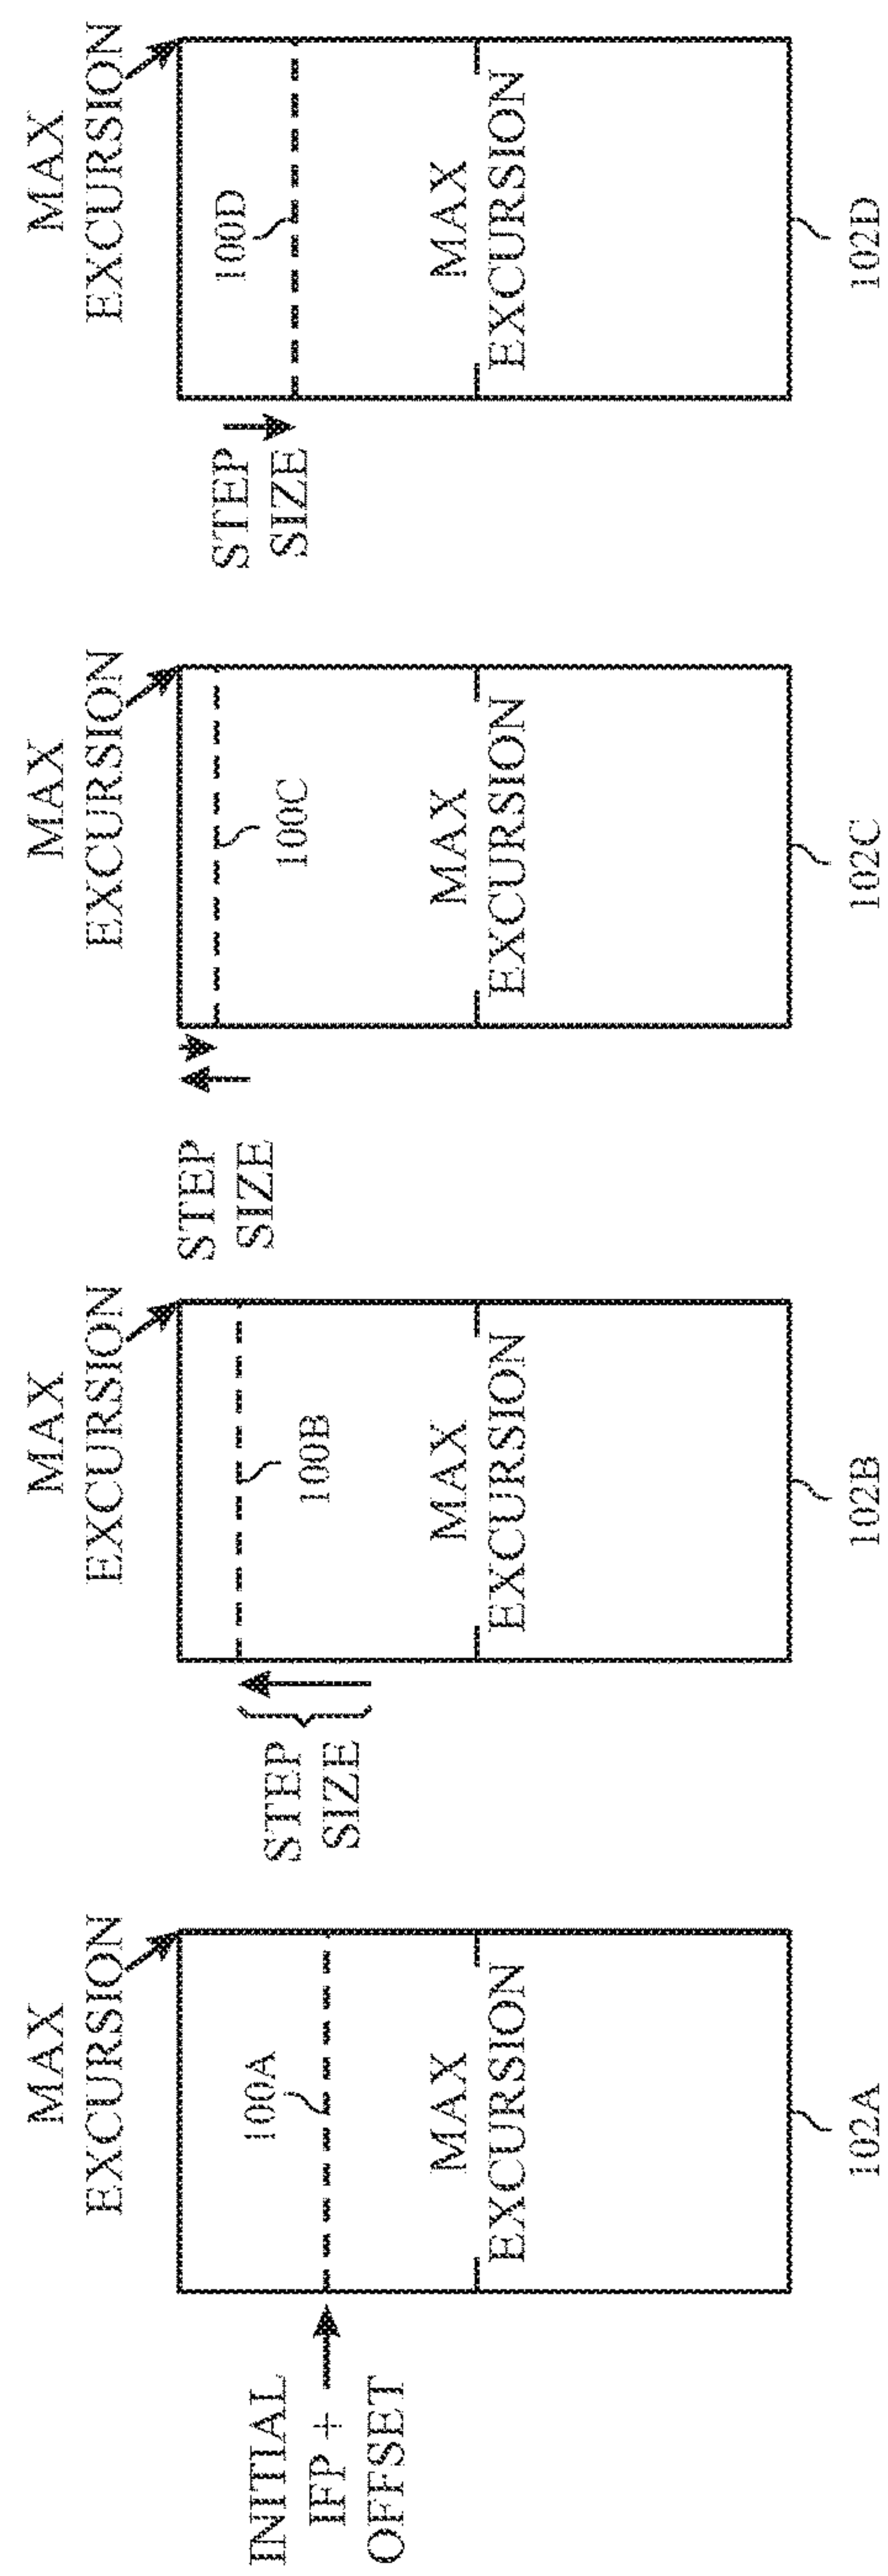 INITIAL
IFP +
OFFSET
MAX
EXCURSION
100A
MAX
EXCURSION
102A
STEP
SIZE
MAX
EXCURSION
100B
MAX
EXCURSION
102B
STEP
SIZE
MAX
EXCURSION
100C
MAX
EXCURSION
102C
STEP
SIZE
MAX
EXCURSION
100D
MAX
EXCURSION
102D